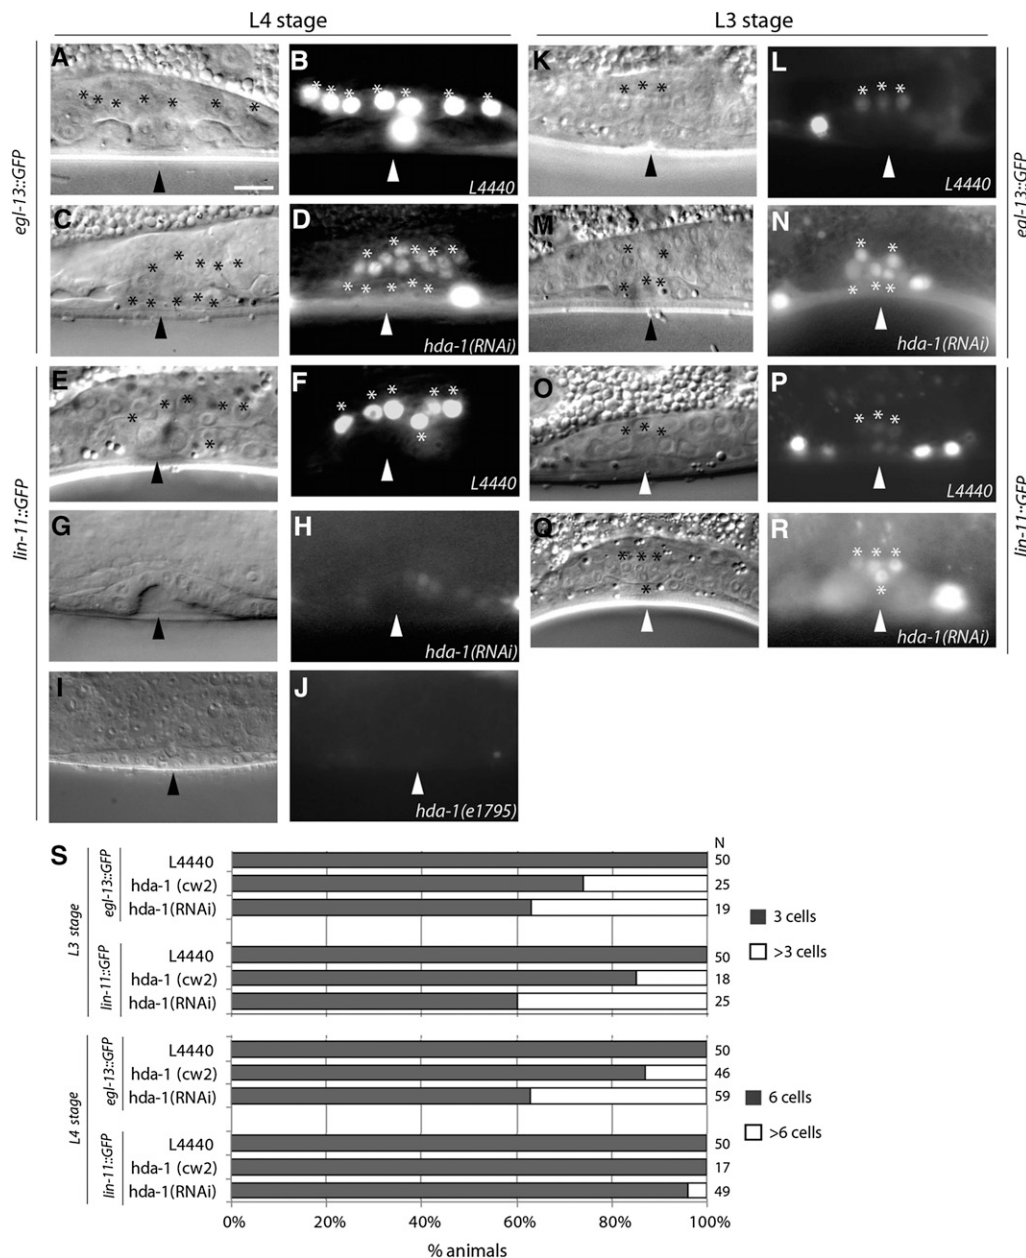 L4 stage
L3 stage
A
B
L4440
K
L
L4440
egl-13::GFP
egl-13::GFP
C
D
hda-1(RNAi)
M
N
hda-1(RNAi)
E
F
L4440
O
P
L4440
lin-11::GFP
lin-11::GFP
G
H
hda-1(RNAi)
Q
R
hda-1(RNAi)
I
J
hda-1(e1795)
S
N
L3 stage
egl-13::GFP
L4440
50
hda-1 (cw2)
25
hda-1(RNAi)
19
3 cells
>3 cells
lin-11::GFP
L4440
50
hda-1 (cw2)
18
hda-1(RNAi)
25
L4 stage
egl-13::GFP
L4440
50
hda-1 (cw2)
46
hda-1(RNAi)
59
6 cells
>6 cells
lin-11::GFP
L4440
50
hda-1 (cw2)
17
hda-1(RNAi)
49
0% 20% 40% 60% 80% 100%
% animals